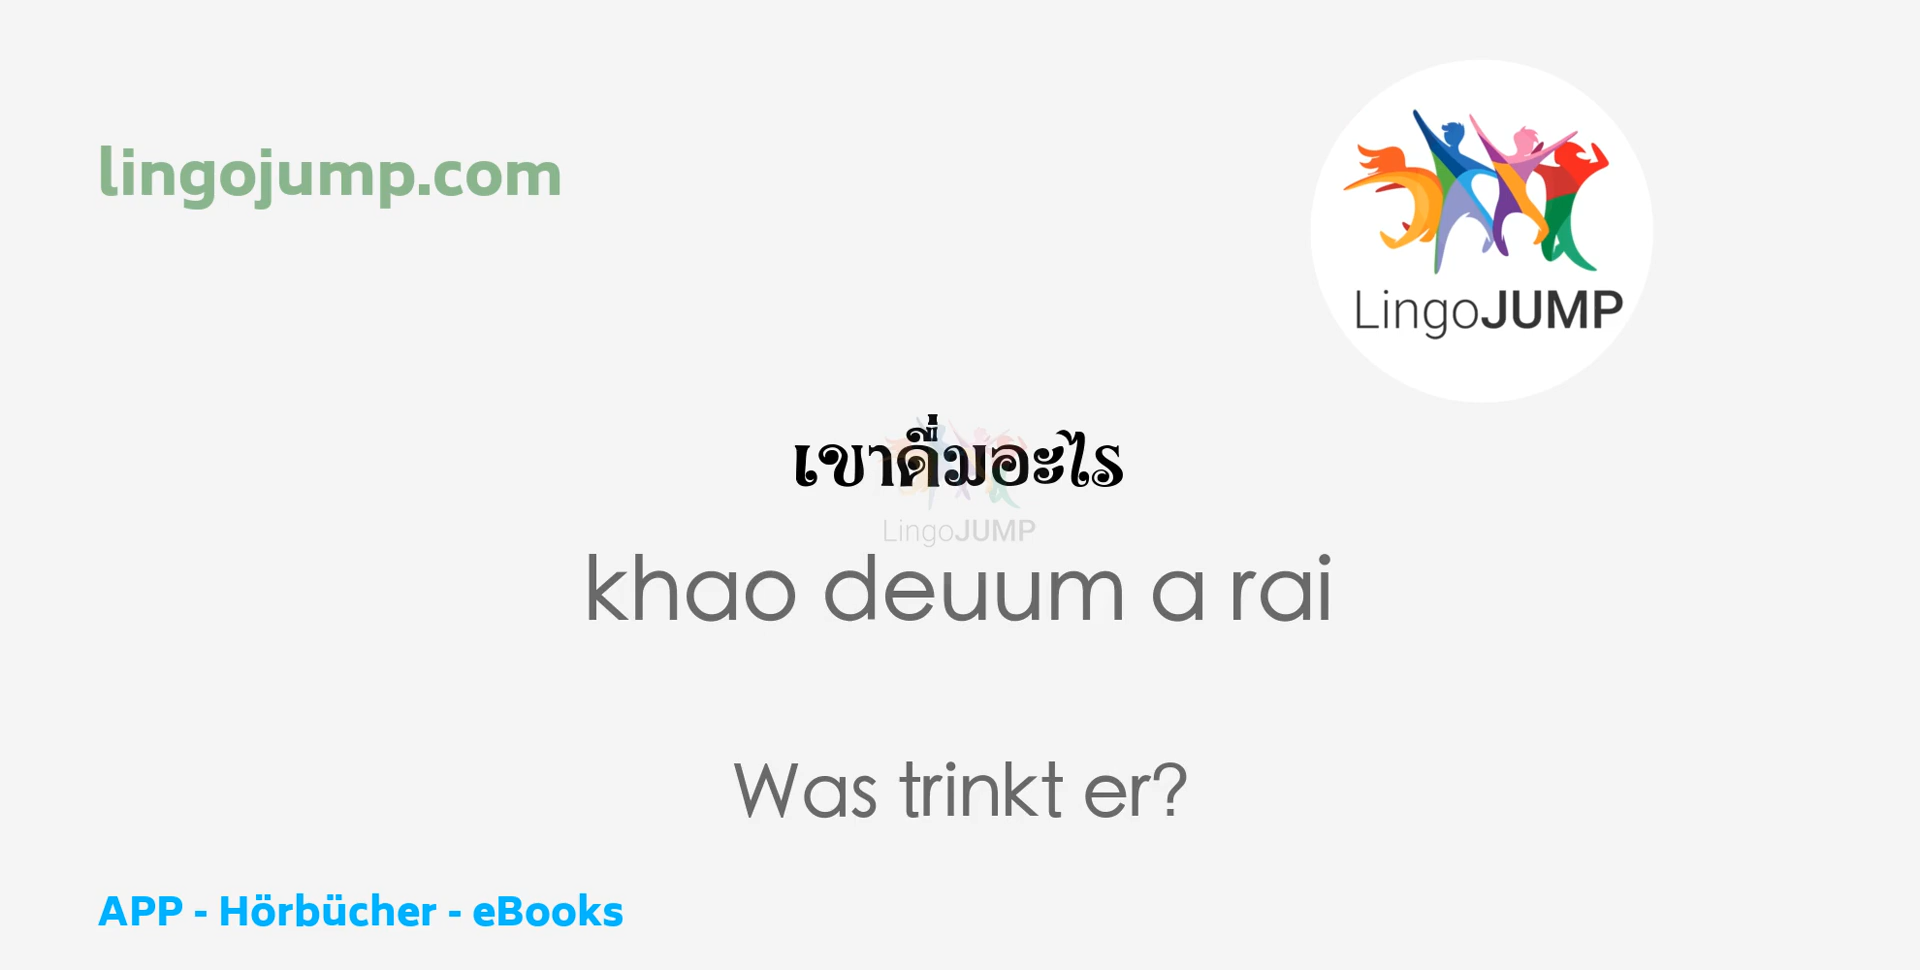 lingojump.com
LingoJUMP
เขาดื่มอะไร
LingoJUMP
khao deuum a rai
Was trinkt er?
APP - Hörbücher - eBooks